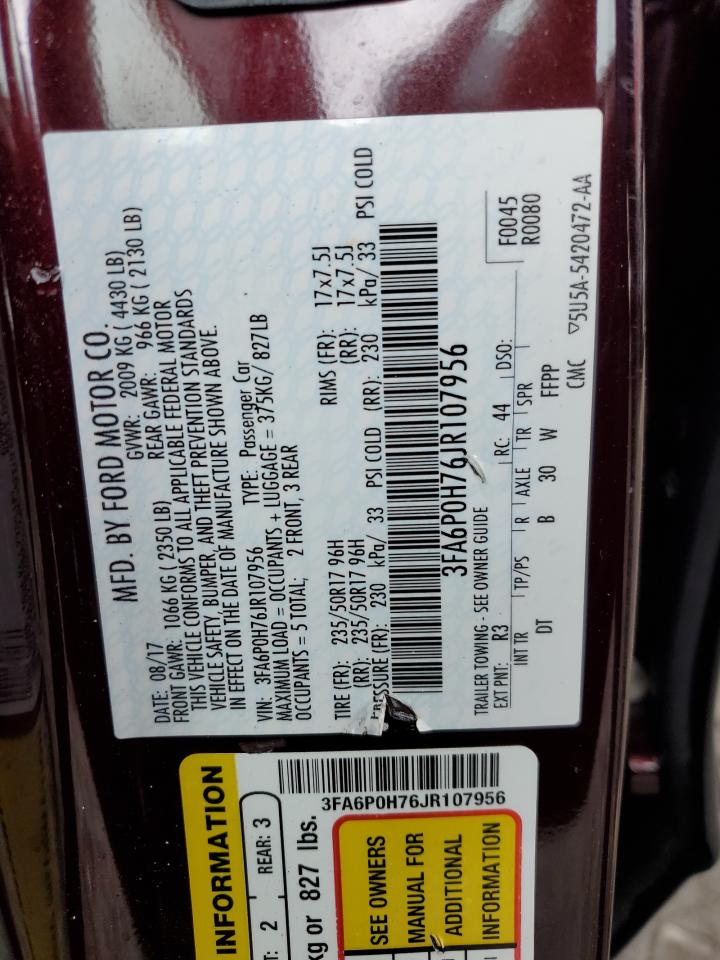 MFD. BY FORD MOTOR CO.
DATE: 08/17 GVWR: 2009 KG ( 4430 LB)
FRONT GAWR: 1066 KG ( 2350 LB) REAR GAWR: 966 KG ( 2130 LB)
THIS VEHICLE CONFORMS TO ALL APPLICABLE FEDERAL MOTOR
VEHICLE SAFETY, BUMPER, AND THEFT PREVENTION STANDARDS
IN EFFECT ON THE DATE OF MANUFACTURE SHOWN ABOVE.
VIN: 3FA6P0H76JR107956 TYPE: Passenger Car
MAXIMUM LOAD = OCCUPANTS + LUGGAGE = 375KG/ 827LB
OCCUPANTS = 5 TOTAL; 2 FRONT, 3 REAR
TIRE (FR): 235/50R17 96H RIMS (FR): 17x7.5J
(RR): 235/50R17 96H (RR): 17x7.5J
PRESSURE (FR): 230 kPa/ 33 PSI COLD (RR): 230 kPa/ 33 PSI COLD
3FA6P0H76JR107956
TRAILER TOWING - SEE OWNER GUIDE F0045
EXT PNT: R3 RC: 44 DSO: R0080
INT TR TP/PS R AXLE TR SPR
DT B 30 W FFPP
CMC ▽5U5A-5420472-AA
INFORMATION
2 REAR: 3
kg or 827 lbs.
3FA6P0H76JR107956
SEE OWNERS
MANUAL FOR
ADDITIONAL
INFORMATION